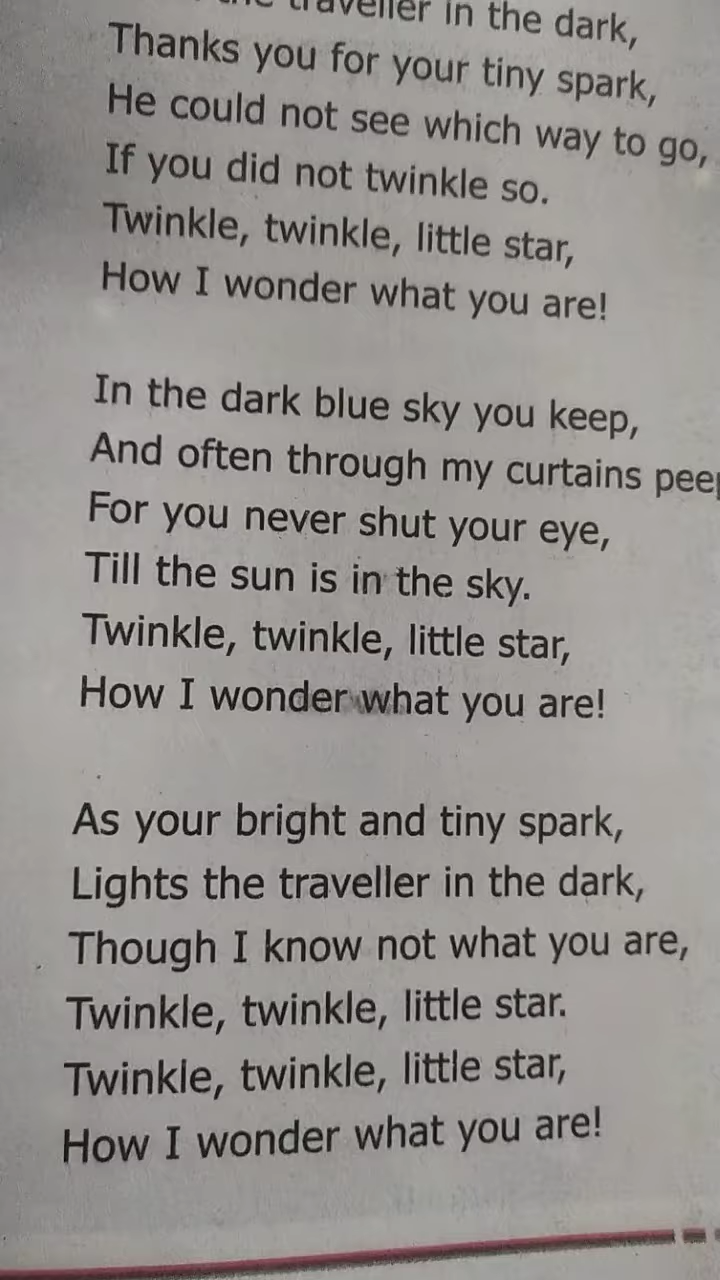 the traveller in the dark,
Thanks you for your tiny spark,
He could not see which way to go,
If you did not twinkle so.
Twinkle, twinkle, little star,
How I wonder what you are!
In the dark blue sky you keep,
And often through my curtains peep
For you never shut your eye,
Till the sun is in the sky.
Twinkle, twinkle, little star,
How I wonder what you are!
As your bright and tiny spark,
Lights the traveller in the dark,
Though I know not what you are,
Twinkle, twinkle, little star.
Twinkle, twinkle, little star,
How I wonder what you are!